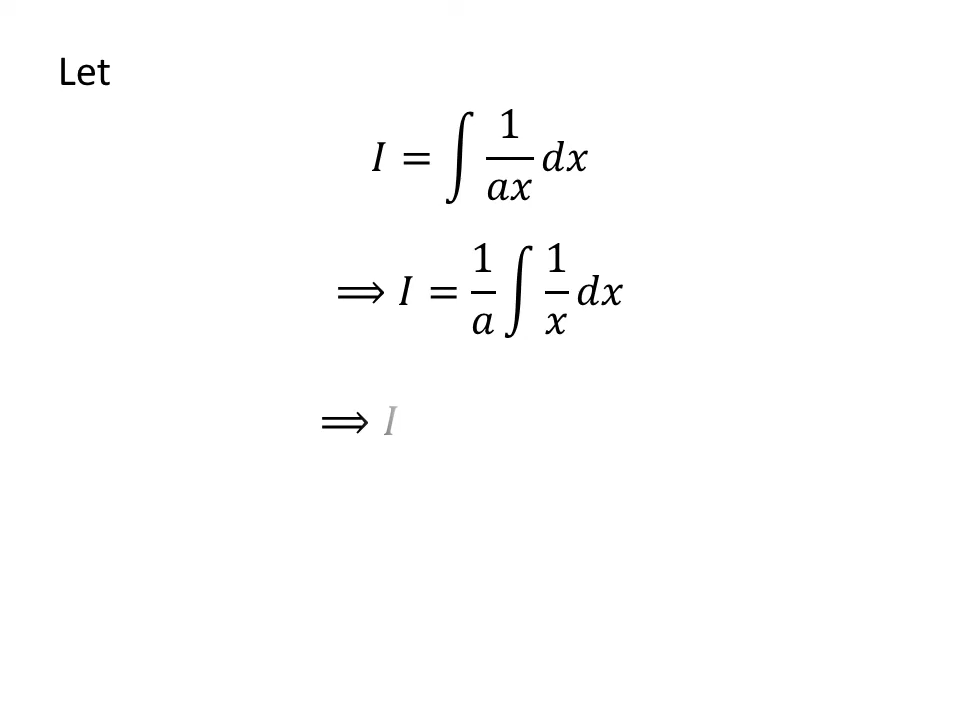 Let
𝐼 = ∫ 1/𝑎𝑥 𝑑𝑥
⟹ 𝐼 = 1/𝑎 ∫ 1/𝑥 𝑑𝑥
⟹ 𝐼